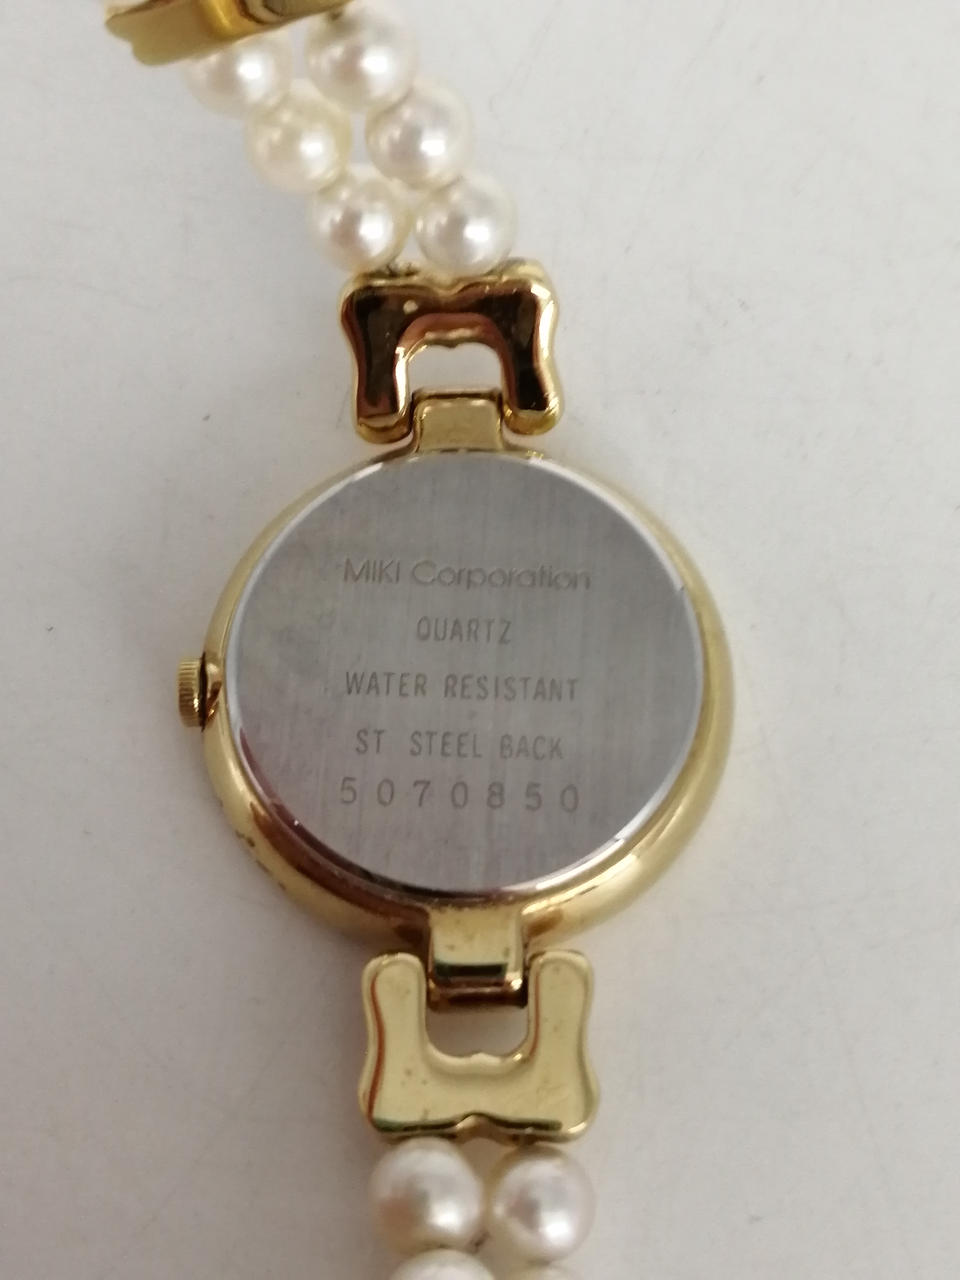 MIKI Corporation
QUARTZ
WATER RESISTANT
ST STEEL BACK
5070850